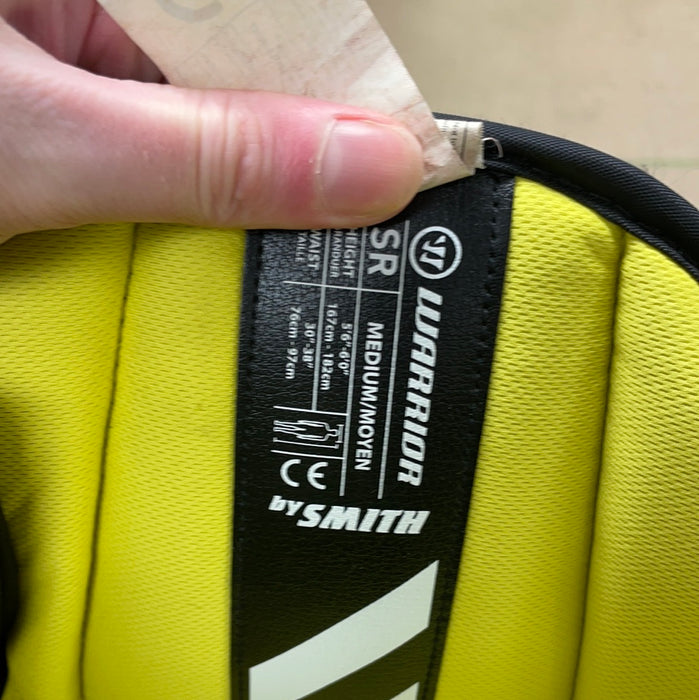 WARRIOR
SR MEDIUM/MOYEN
HEIGHT 5'6"-6'0"
167cm - 182cm
WAIST 30"-38"
TAILLE 76cm - 97cm
CE
by SMITH